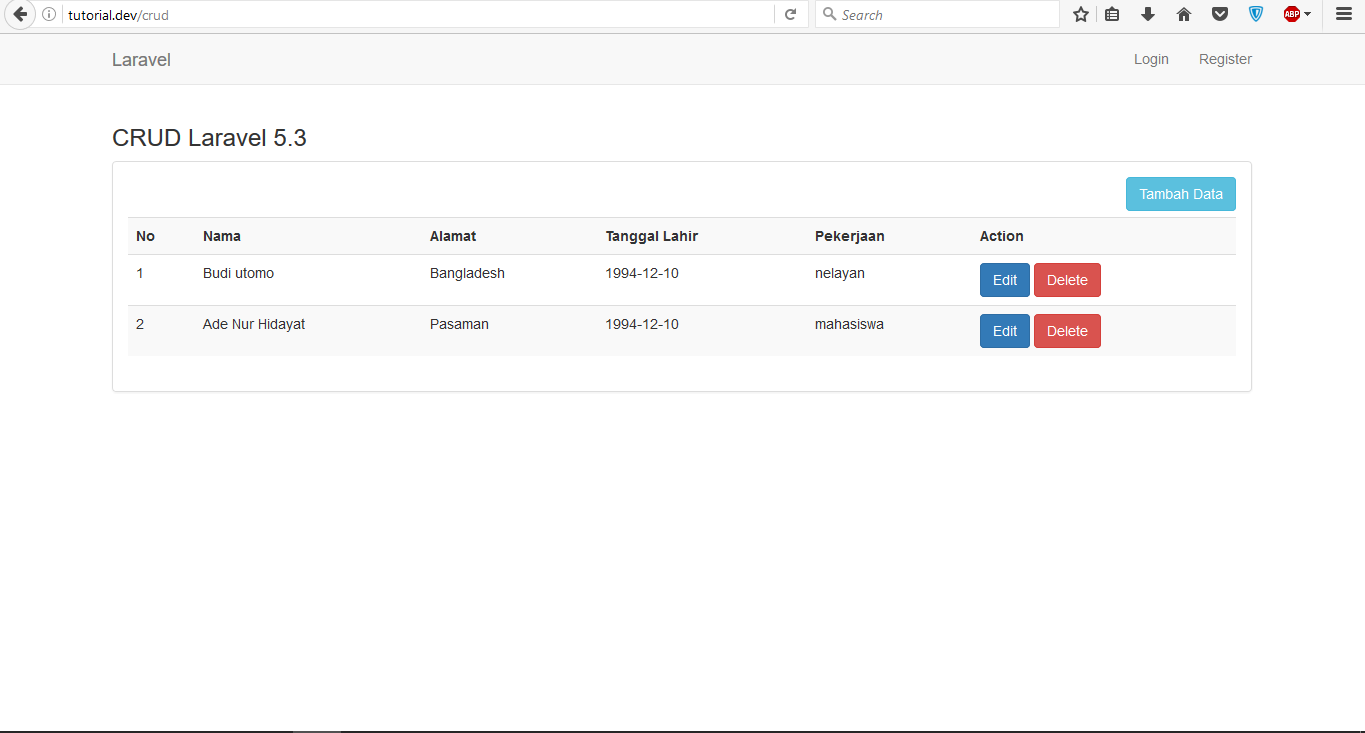 tutorial.dev/crud Search ABP
Laravel Login Register
CRUD Laravel 5.3
Tambah Data
No Nama Alamat Tanggal Lahir Pekerjaan Action
1 Budi utomo Bangladesh 1994-12-10 nelayan Edit Delete
2 Ade Nur Hidayat Pasaman 1994-12-10 mahasiswa Edit Delete